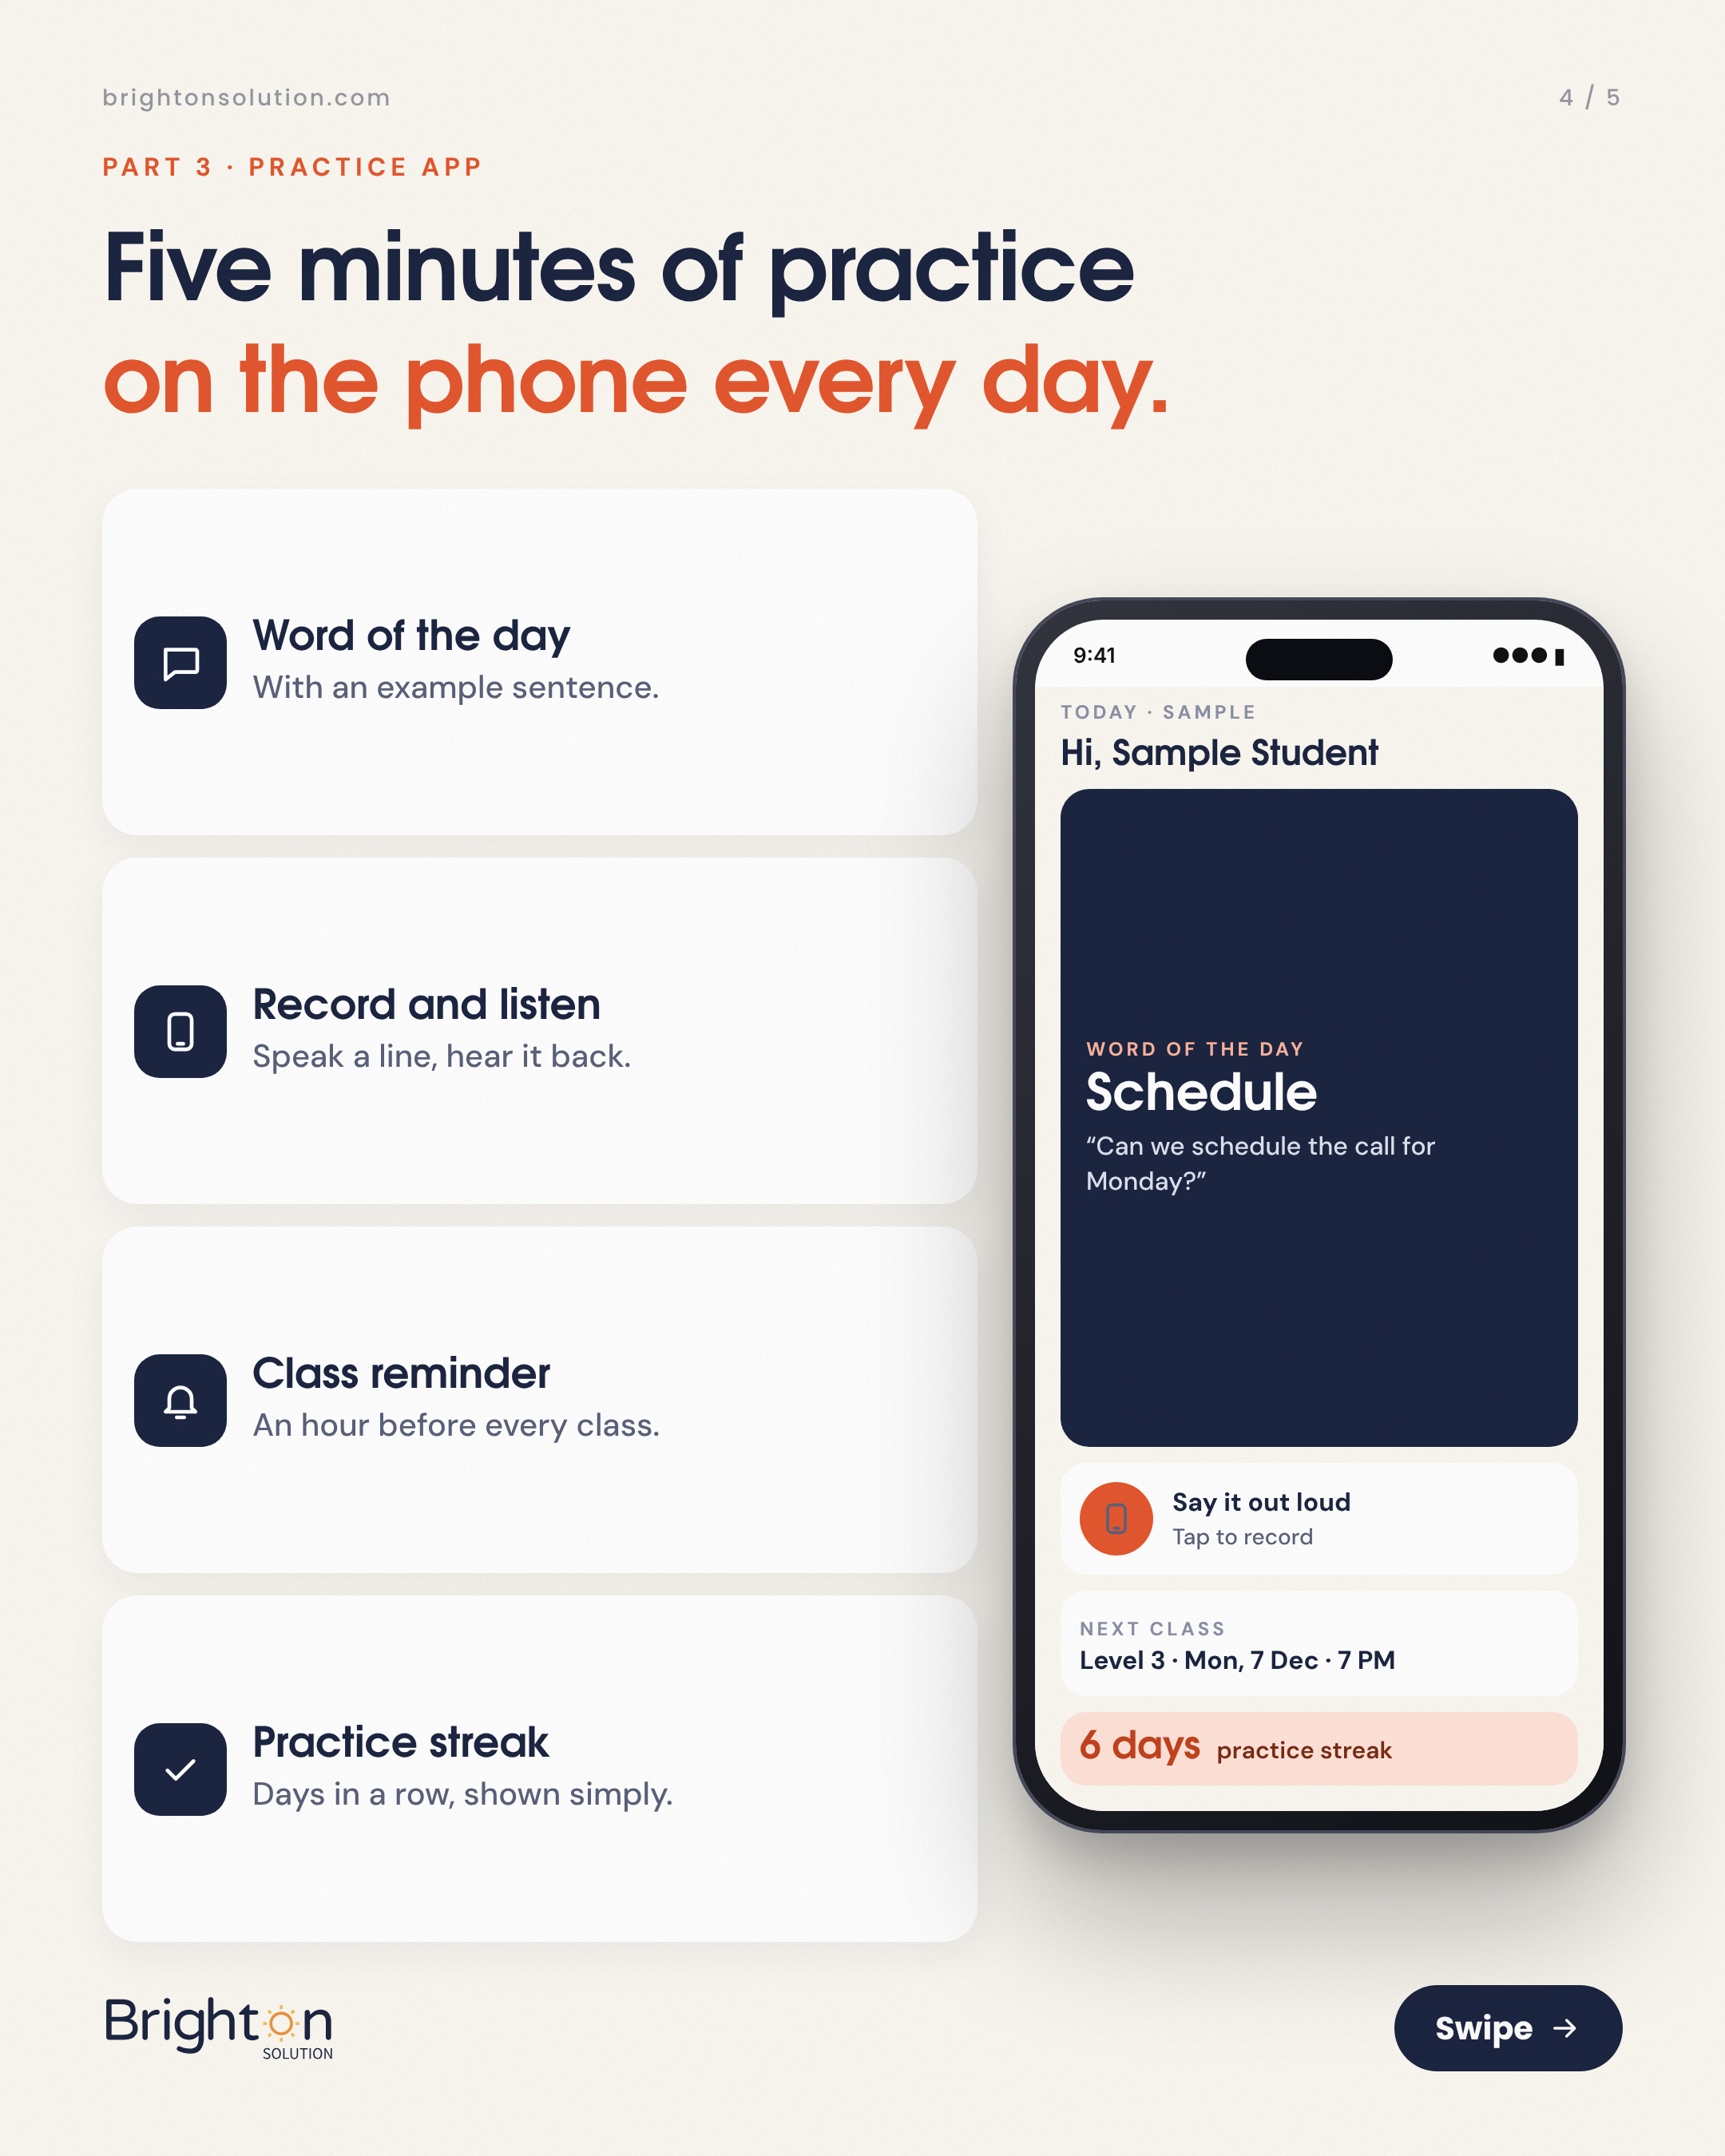 brightonsolution.com
4 / 5
PART 3 · PRACTICE APP
Five minutes of practice
on the phone every day.
Word of the day
With an example sentence.
Record and listen
Speak a line, hear it back.
Class reminder
An hour before every class.
Practice streak
Days in a row, shown simply.
9:41
TODAY · SAMPLE
Hi, Sample Student
WORD OF THE DAY
Schedule
“Can we schedule the call for
Monday?”
Say it out loud
Tap to record
NEXT CLASS
Level 3 · Mon, 7 Dec · 7 PM
6 days practice streak
Brighton
SOLUTION
Swipe →